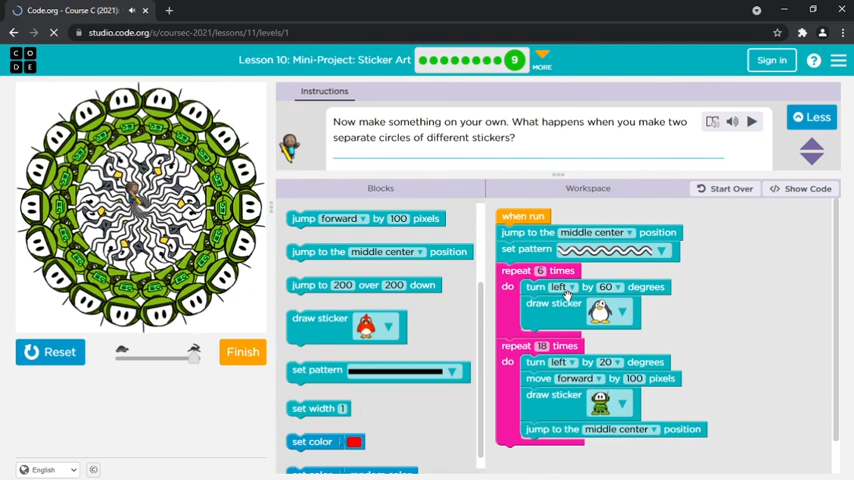 Code.org - Course C (2021):
studio.code.org/s/coursec-2021/lessons/11/levels/1
C O
D E
Lesson 10: Mini-Project: Sticker Art
9
MORE
Sign in
?
Instructions
Now make something on your own. What happens when you make two
separate circles of different stickers?
Less
Blocks
Workspace
Start Over
</> Show Code
jump forward by 100 pixels
jump to the middle center position
jump to 200 over 200 down
draw sticker
set pattern
set width 1
set color
when run
jump to the middle center position
set pattern
repeat 6 times
do turn left by 60 degrees
draw sticker
repeat 18 times
do turn left by 20 degrees
move forward by 100 pixels
draw sticker
jump to the middle center position
Reset
Finish
English
©